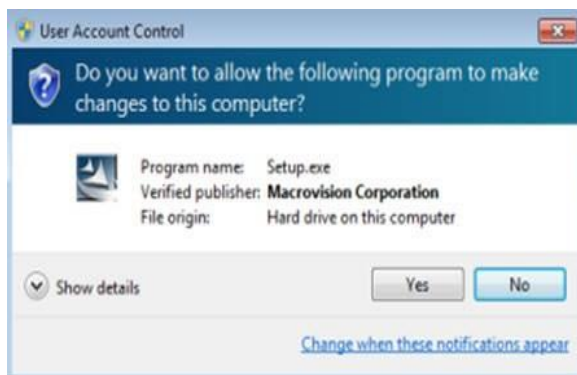 User Account Control
Do you want to allow the following program to make
changes to this computer?
Program name: Setup.exe
Verified publisher: Macrovision Corporation
File origin: Hard drive on this computer
Show details
Yes No
Change when these notifications appear